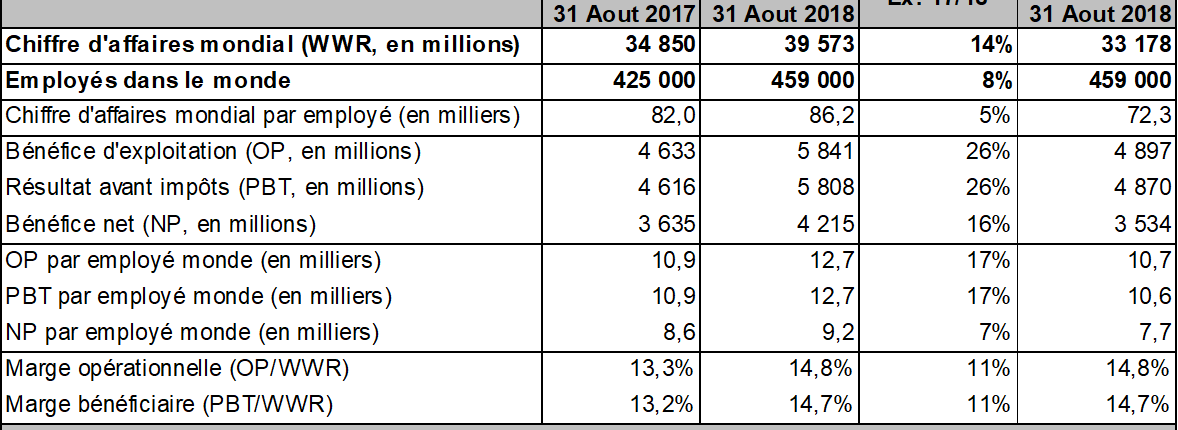 31 Aout 2017 31 Aout 2018 31 Aout 2018
Chiffre d'affaires mondial (WWR, en millions) 34 850 39 573 14% 33 178
Employés dans le monde 425 000 459 000 8% 459 000
Chiffre d'affaires mondial par employé (en milliers) 82,0 86,2 5% 72,3
Bénéfice d'exploitation (OP, en millions) 4 633 5 841 26% 4 897
Résultat avant impôts (PBT, en millions) 4 616 5 808 26% 4 870
Bénéfice net (NP, en millions) 3 635 4 215 16% 3 534
OP par employé monde (en milliers) 10,9 12,7 17% 10,7
PBT par employé monde (en milliers) 10,9 12,7 17% 10,6
NP par employé monde (en milliers) 8,6 9,2 7% 7,7
Marge opérationnelle (OP/WWR) 13,3% 14,8% 11% 14,8%
Marge bénéficiaire (PBT/WWR) 13,2% 14,7% 11% 14,7%